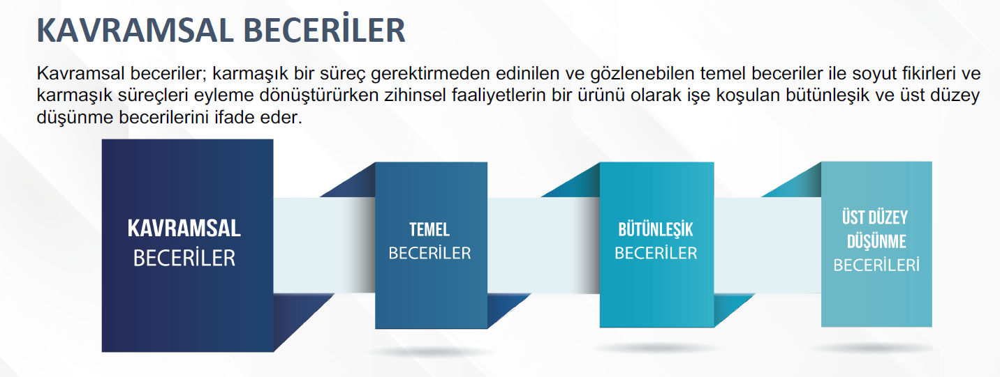 KAVRAMSAL BECERİLER
Kavramsal beceriler; karmaşık bir süreç gerektirmeden edinilen ve gözlenebilen temel beceriler ile soyut fikirleri ve
karmaşık süreçleri eyleme dönüştürürken zihinsel faaliyetlerin bir ürünü olarak işe koşulan bütünleşik ve üst düzey
düşünme becerilerini ifade eder.
KAVRAMSAL
BECERİLER
TEMEL
BECERİLER
BÜTÜNLEŞİK
BECERİLER
ÜST DÜZEY
DÜŞÜNME
BECERİLERİ